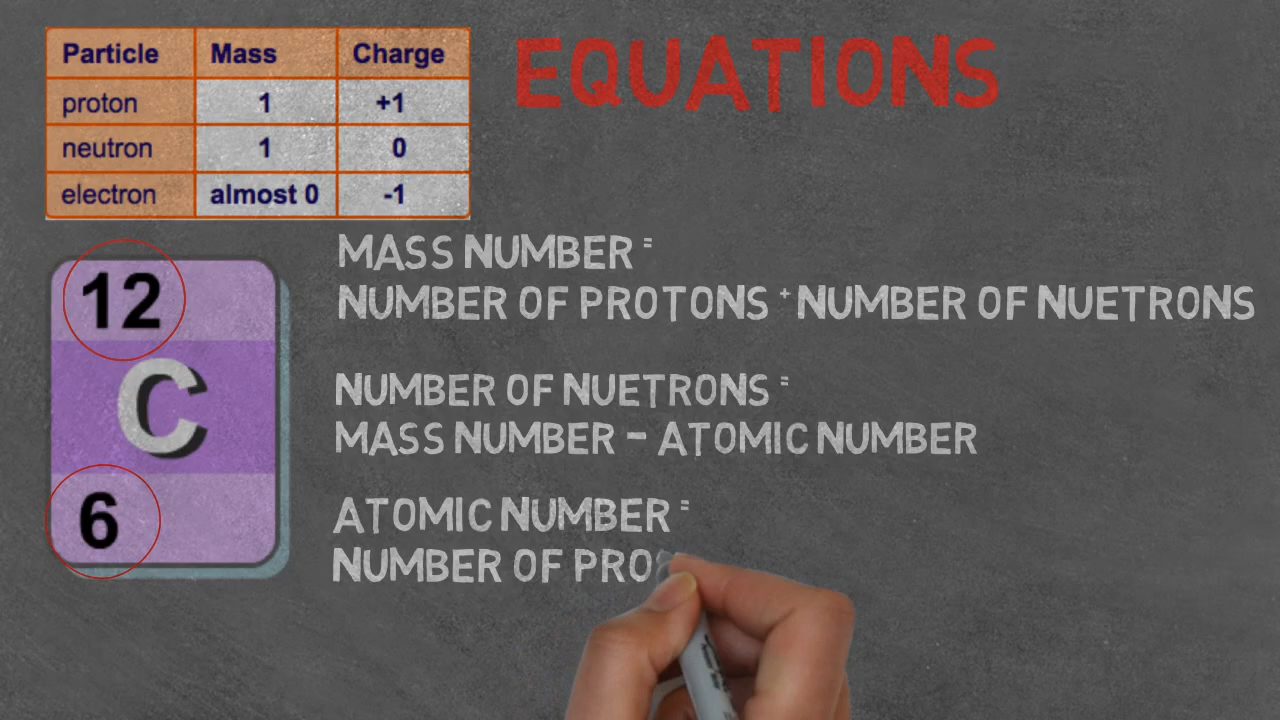 Particle Mass Charge
proton 1 +1
neutron 1 0
electron almost 0 -1
EQUATIONS
12
C
6
MASS NUMBER =
NUMBER OF PROTONS + NUMBER OF NUETRONS
NUMBER OF NUETRONS =
MASS NUMBER - ATOMIC NUMBER
ATOMIC NUMBER =
NUMBER OF PRO